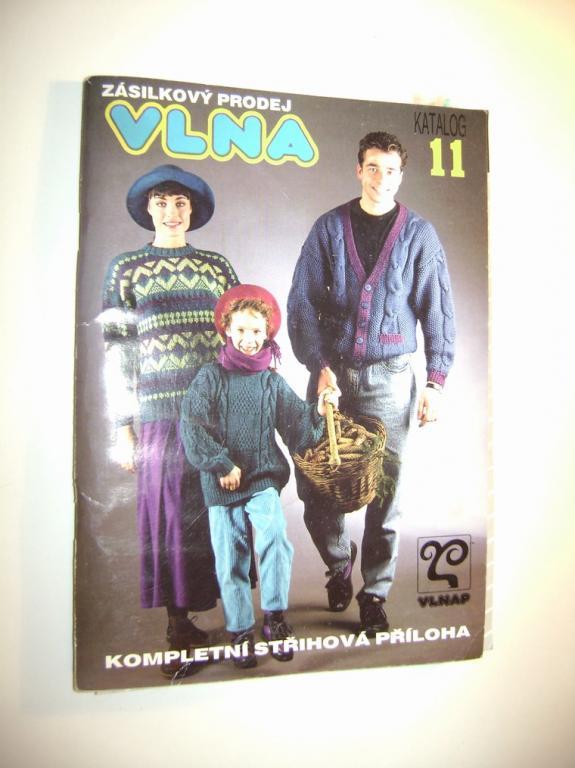 ZÁSILKOVÝ PRODEJ
VLNA
KATALOG
11
VLNAP
KOMPLETNÍ STŘIHOVÁ PŘÍLOHA